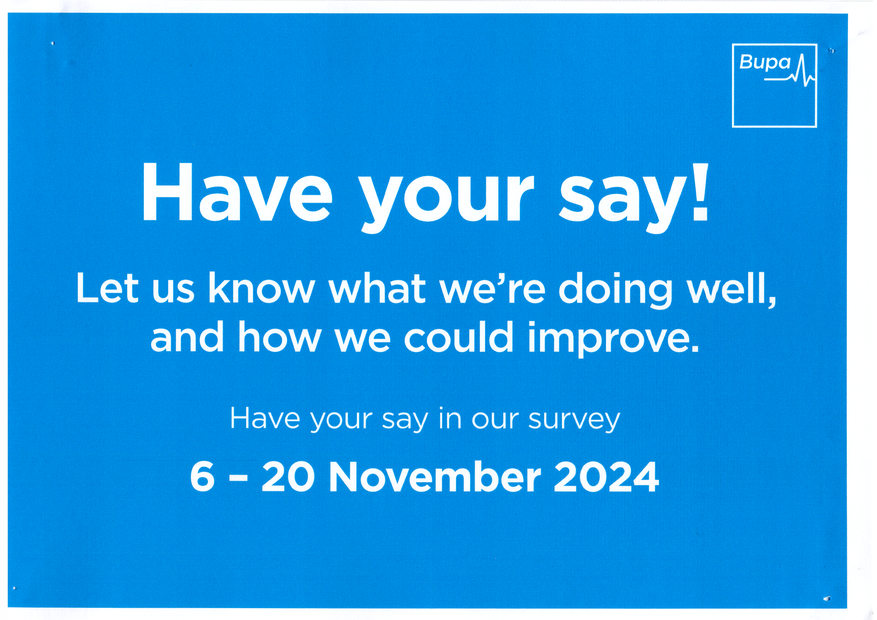 Bupa
Have your say!
Let us know what we’re doing well,
and how we could improve.
Have your say in our survey
6 – 20 November 2024